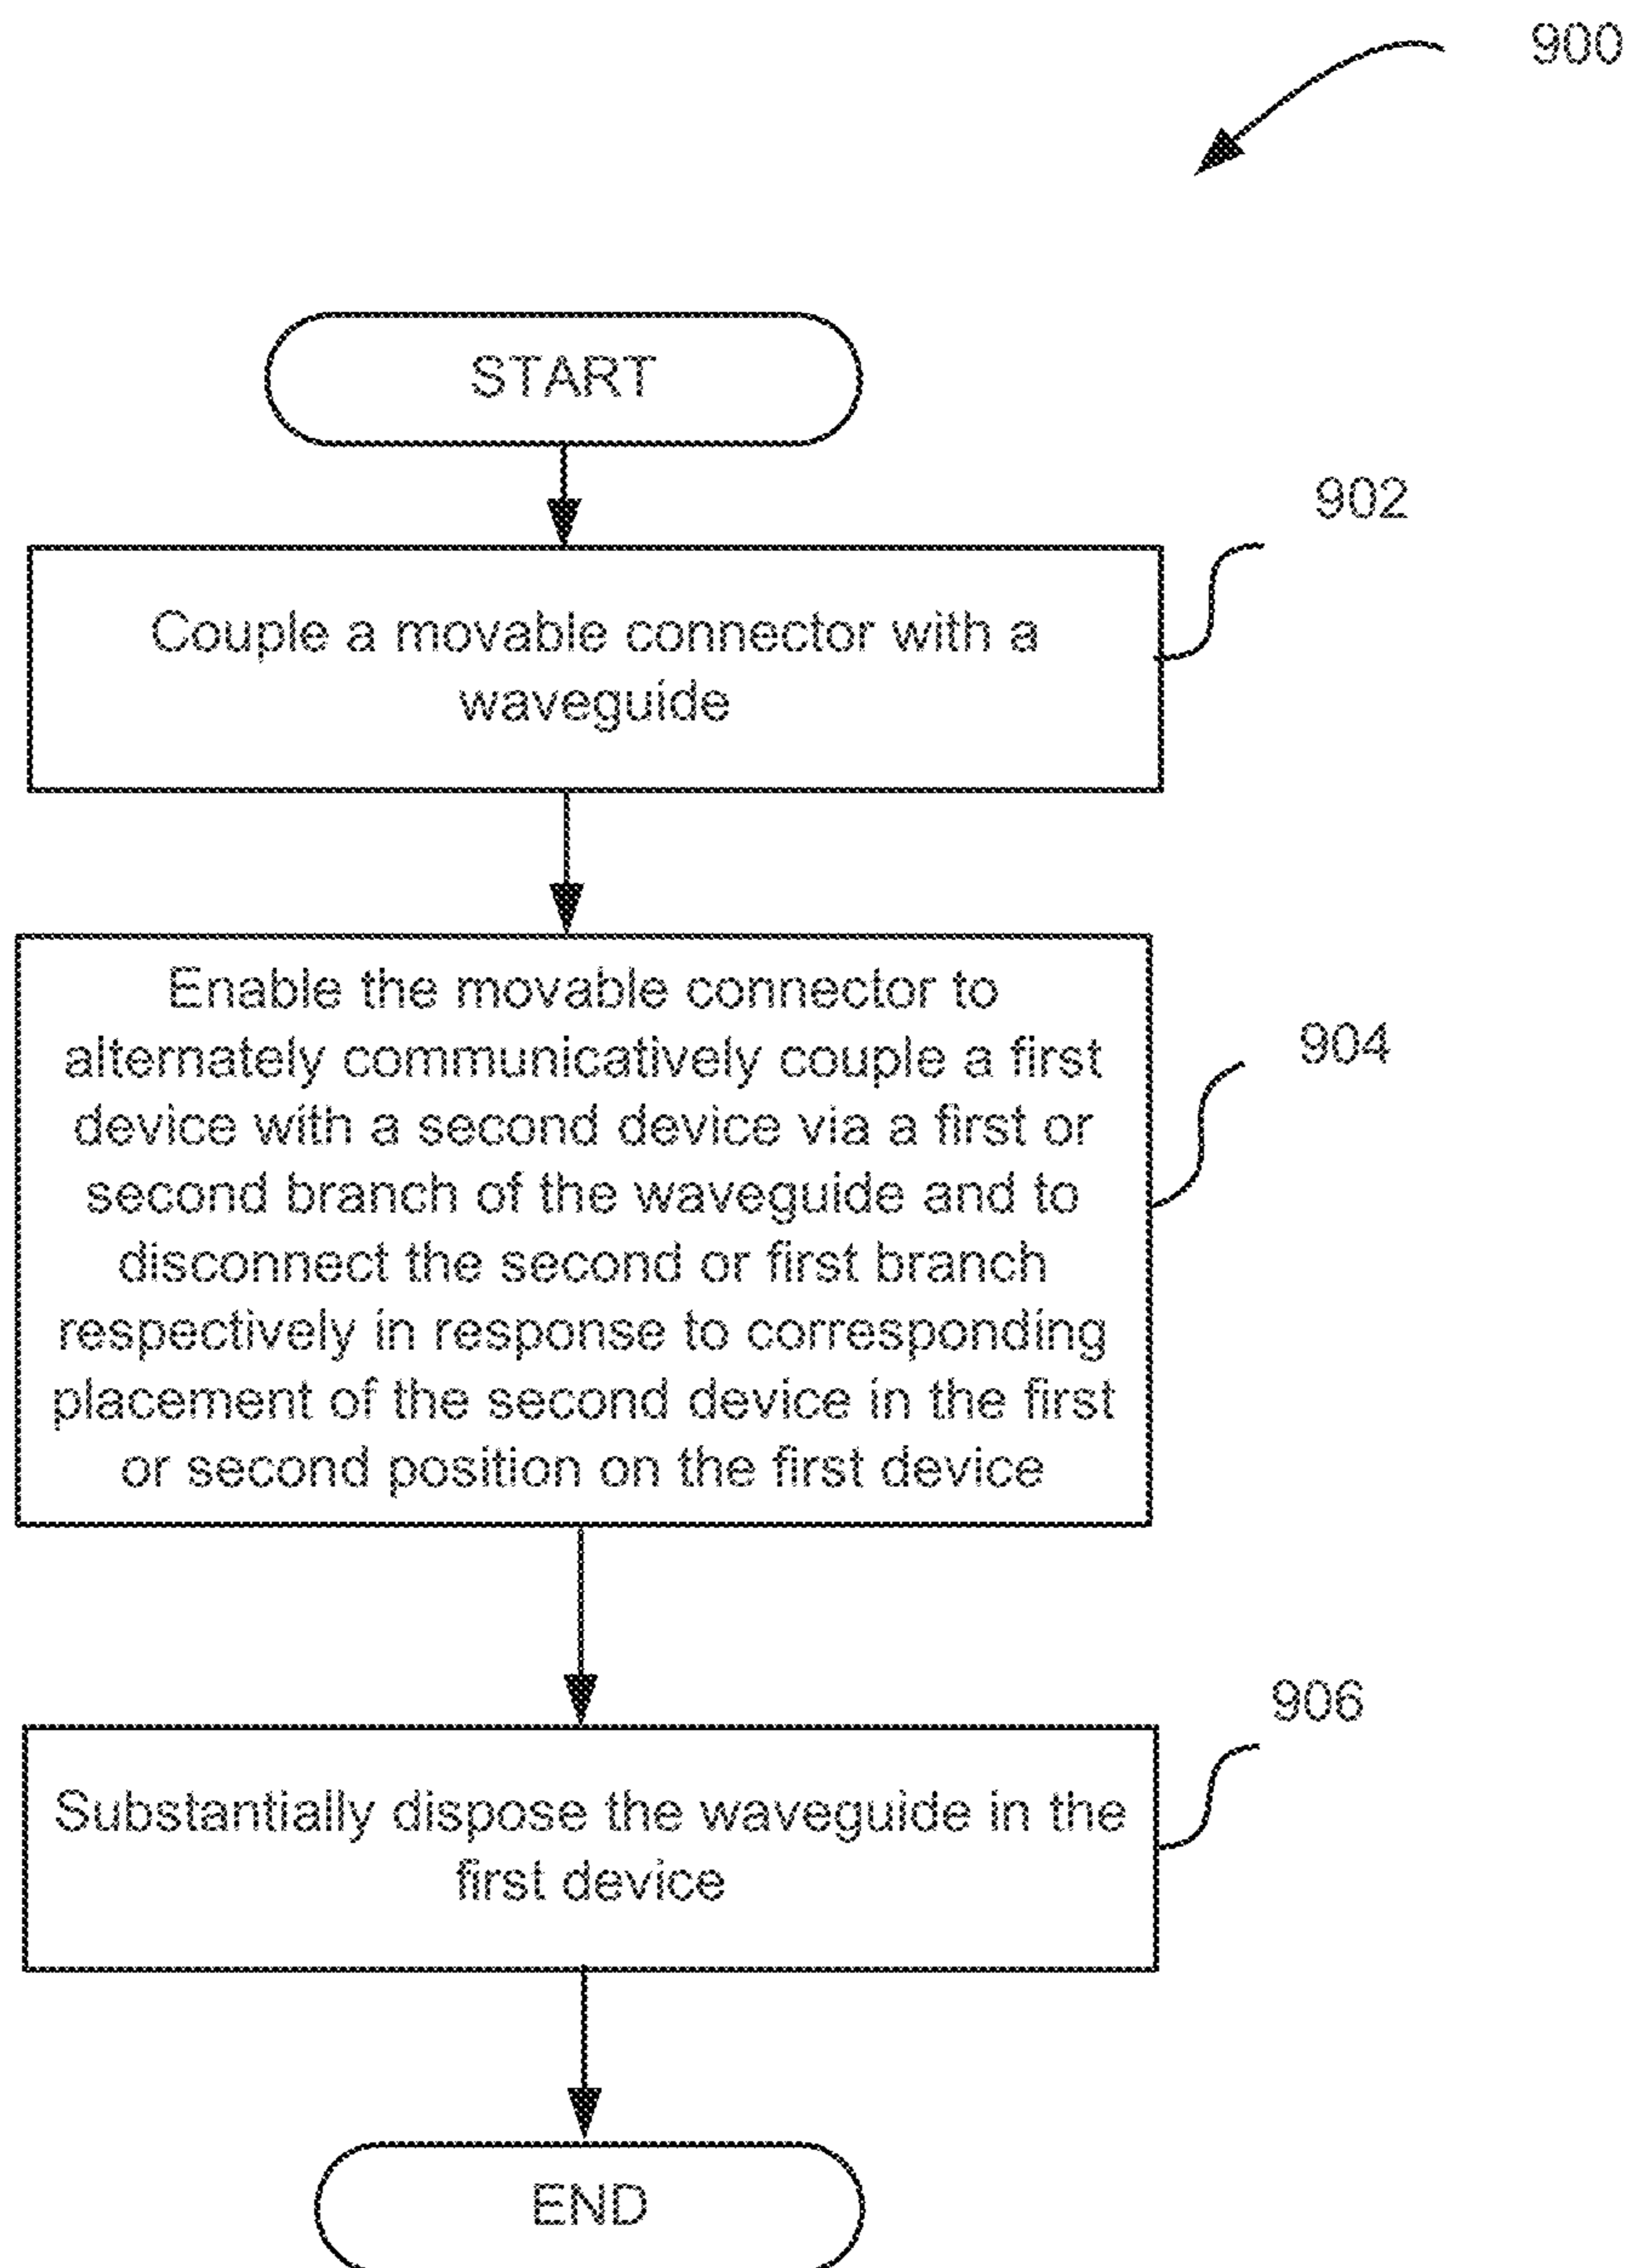 900
START
902
Couple a movable connector with a
waveguide
Enable the movable connector to
alternately communicatively couple a first
device with a second device via a first or
second branch of the waveguide and to
disconnect the second or first branch
respectively in response to corresponding
placement of the second device in the first
or second position on the first device
904
906
Substantially dispose the waveguide in the
first device
END